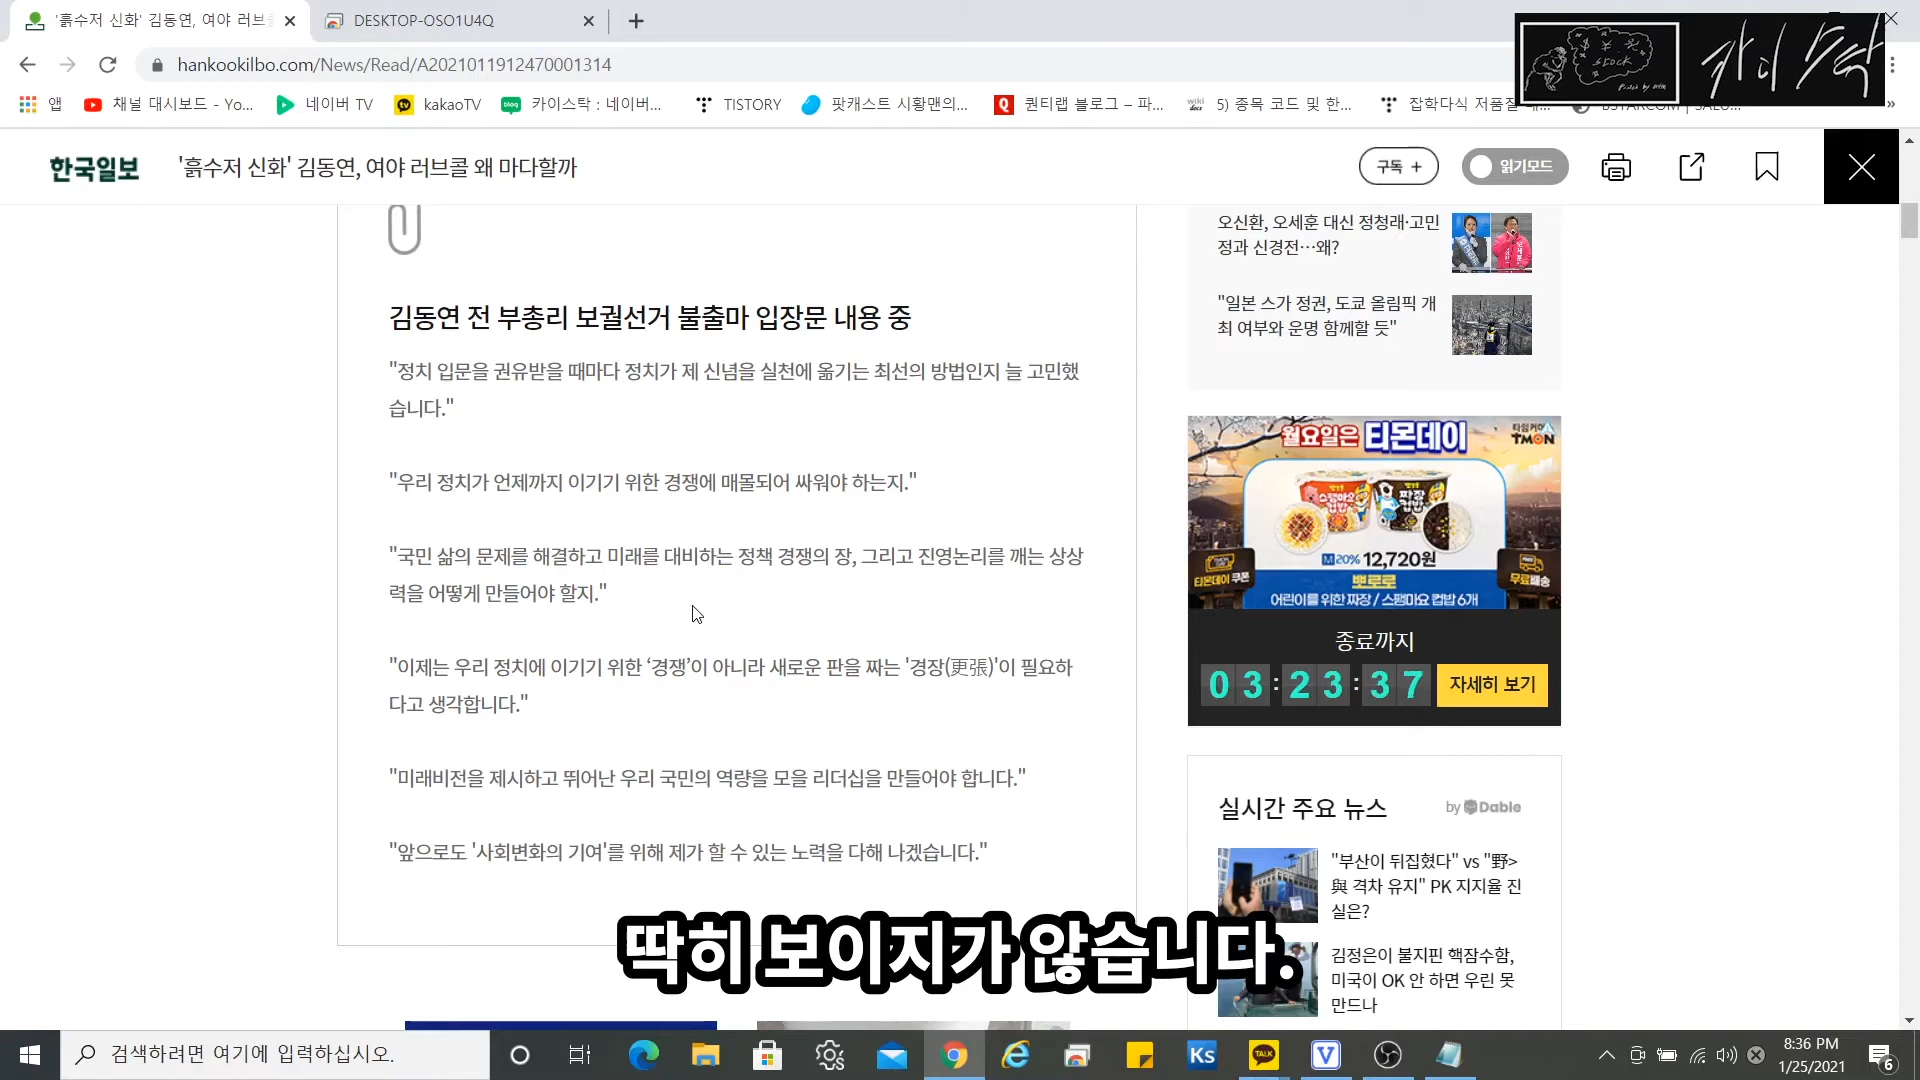 '흙수저 신화' 김동연, 여야 러브
DESKTOP-OSO1U4Q
hankookilbo.com/News/Read/A2021011912470001314
앱
채널 대시보드 - Yo...
네이버 TV
kakaoTV
카이스탁 : 네이버...
TISTORY
팟캐스트 시황맨의...
퀀티랩 블로그 – 파...
5) 종목 코드 및 한...
잡학다식 저품질
한국일보
'흙수저 신화' 김동연, 여야 러브콜 왜 마다할까
구독 +
읽기모드
김동연 전 부총리 보궐선거 불출마 입장문 내용 중
"정치 입문을 권유받을 때마다 정치가 제 신념을 실천에 옮기는 최선의 방법인지 늘 고민했
습니다."
"우리 정치가 언제까지 이기기 위한 경쟁에 매몰되어 싸워야 하는지."
"국민 삶의 문제를 해결하고 미래를 대비하는 정책 경쟁의 장, 그리고 진영논리를 깨는 상상
력을 어떻게 만들어야 할지."
"이제는 우리 정치에 이기기 위한 ‘경쟁’이 아니라 새로운 판을 짜는 '경장(更張)'이 필요하
다고 생각합니다."
"미래비전을 제시하고 뛰어난 우리 국민의 역량을 모을 리더십을 만들어야 합니다."
"앞으로도 '사회변화의 기여'를 위해 제가 할 수 있는 노력을 다해 나겠습니다."
오신환, 오세훈 대신 정청래·고민
정과 신경전…왜?
"일본 스가 정권, 도쿄 올림픽 개
최 여부와 운명 함께할 듯"
월요일은 티몬데이
TMON
스팸마요 컵밥
짜장 컵밥
20% 12,720원
티몬데이 쿠폰
뽀로로
무료배송
어린이를 위한 짜장 / 스팸마요 컵밥 6개
종료까지
03:23:37
자세히 보기
실시간 주요 뉴스
by Dable
"부산이 뒤집혔다" vs "野>
與 격차 유지" PK 지지율 진
실은?
김정은이 불지핀 핵잠수함,
미국이 OK 안 하면 우린 못
만드나
딱히 보이지가 않습니다.
검색하려면 여기에 입력하십시오.
Ks
TALK
V
8:36 PM
1/25/2021
6